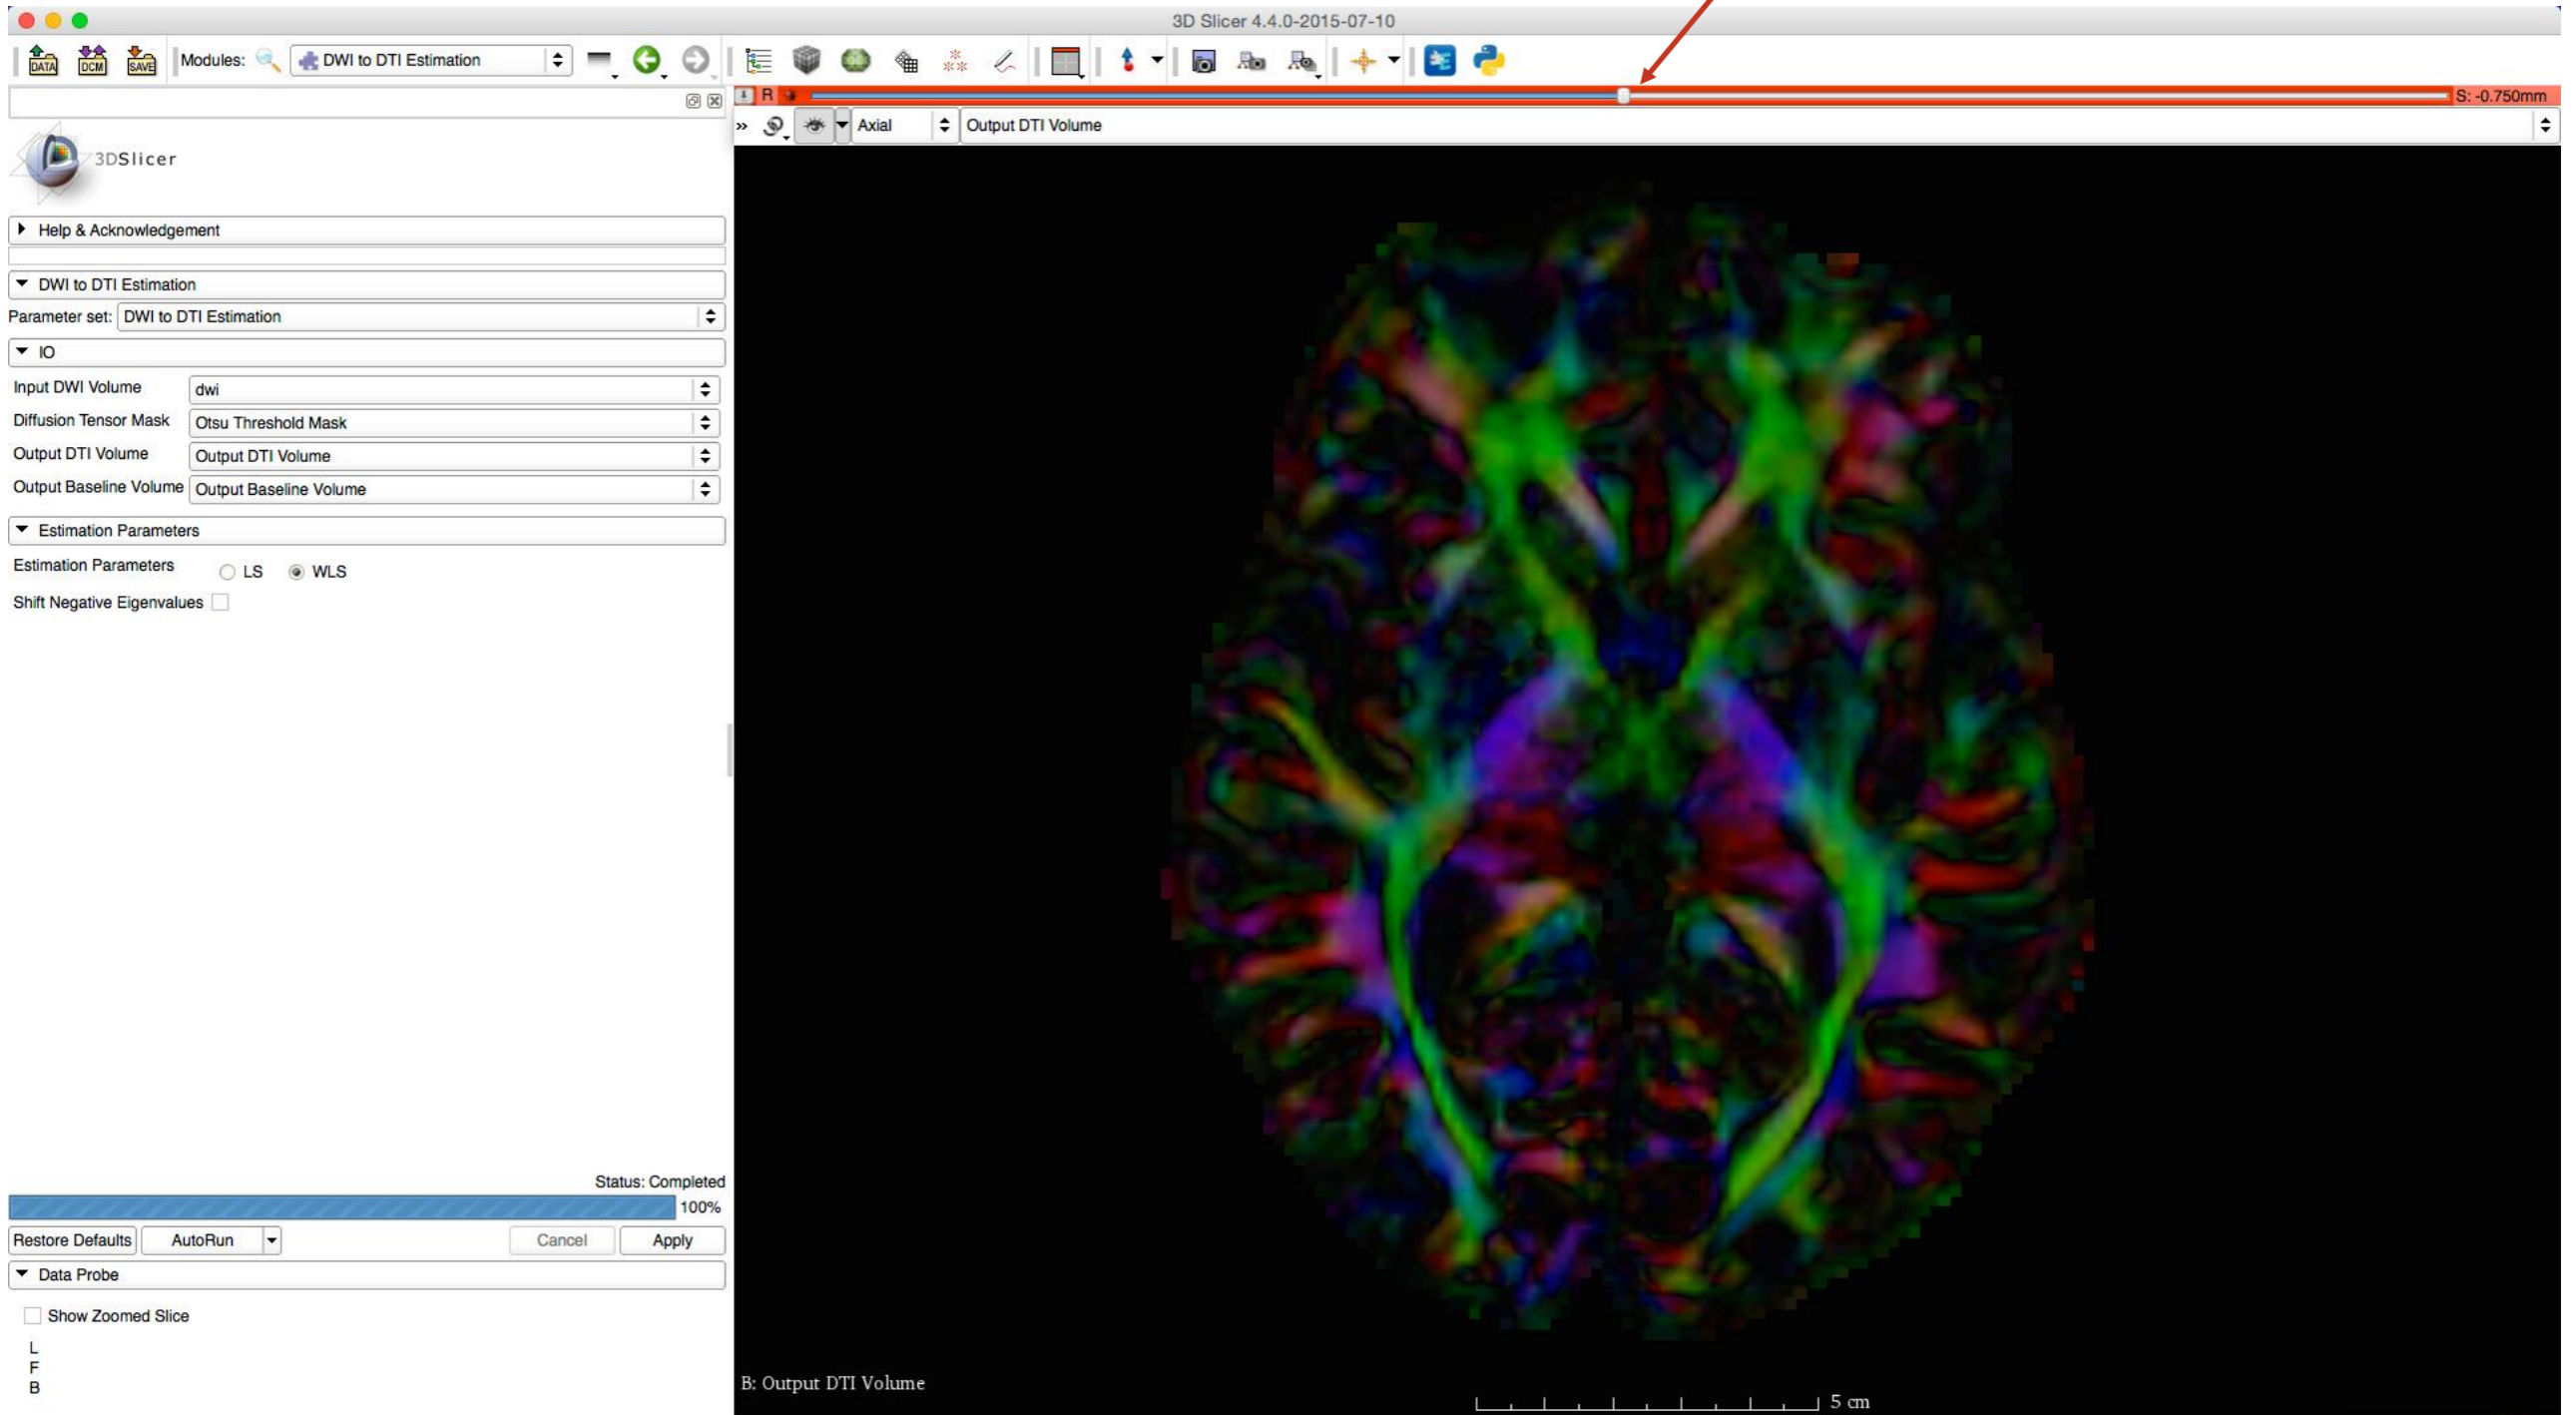 3D Slicer 4.4.0-2015-07-10
DATA DCM SAVE Modules: DWI to DTI Estimation
R S: -0.750mm
» Axial Output DTI Volume
3DSlicer
Help & Acknowledgement
DWI to DTI Estimation
Parameter set: DWI to DTI Estimation
IO
Input DWI Volume dwi
Diffusion Tensor Mask Otsu Threshold Mask
Output DTI Volume Output DTI Volume
Output Baseline Volume Output Baseline Volume
Estimation Parameters
Estimation Parameters LS WLS
Shift Negative Eigenvalues
Status: Completed
100%
Restore Defaults AutoRun Cancel Apply
Data Probe
Show Zoomed Slice
L
F
B
B: Output DTI Volume
5 cm